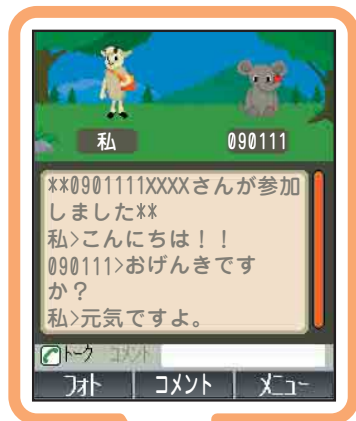 私
090111
**0901111XXXXさんが参加
しました**
私>こんにちは！！
090111>おげんきです
か？
私>元気ですよ。
トーク コメント
フォト コメント メニュー